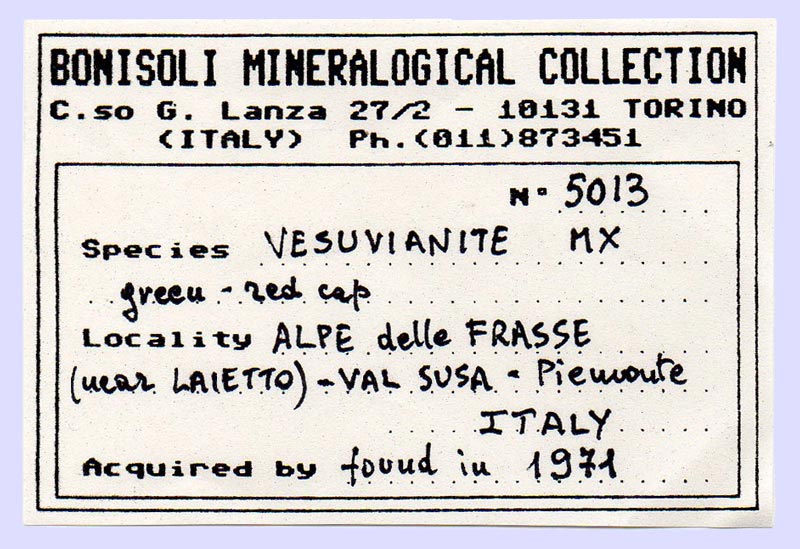 BONISOLI MINERALOGICAL COLLECTION
C.so G. Lanza 27/2 - 10131 TORINO
(ITALY) Ph.(011)873451
N° 5013
Species VESUVIANITE MX
green - red cap
Locality ALPE delle FRASSE
(near LAIETTO) - VAL SUSA - Piemonte
ITALY
Acquired by found in 1971